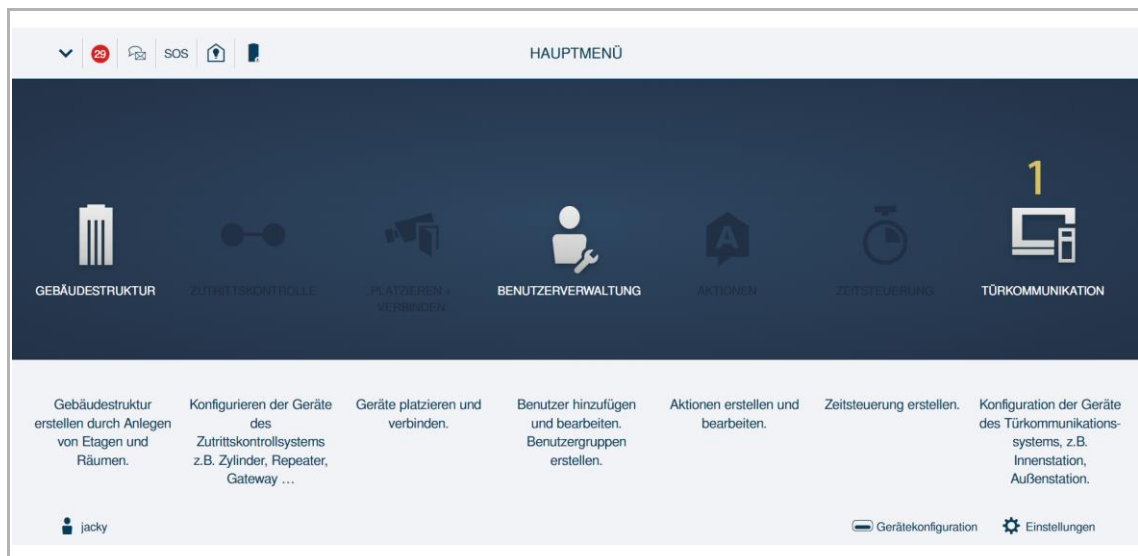 29 SOS HAUPTMENÜ
1
GEBÄUDESTRUKTUR
ZUTRITTSKONTROLLE
PLATZIEREN +
VERBINDEN
BENUTZERVERWALTUNG
A
AKTIONEN
ZEITSTEUERUNG
TÜRKOMMUNIKATION
Gebäudestruktur
erstellen durch Anlegen
von Etagen und
Räumen.
Konfigurieren der Geräte
des
Zutrittskontrollsystems
z.B. Zylinder, Repeater,
Gateway ...
Geräte platzieren und
verbinden.
Benutzer hinzufügen
und bearbeiten.
Benutzergruppen
erstellen.
Aktionen erstellen und
bearbeiten.
Zeitsteuerung erstellen.
Konfiguration der Geräte
des Türkommunikations-
systems, z.B.
Innenstation,
Außenstation.
jacky
Gerätekonfiguration
Einstellungen